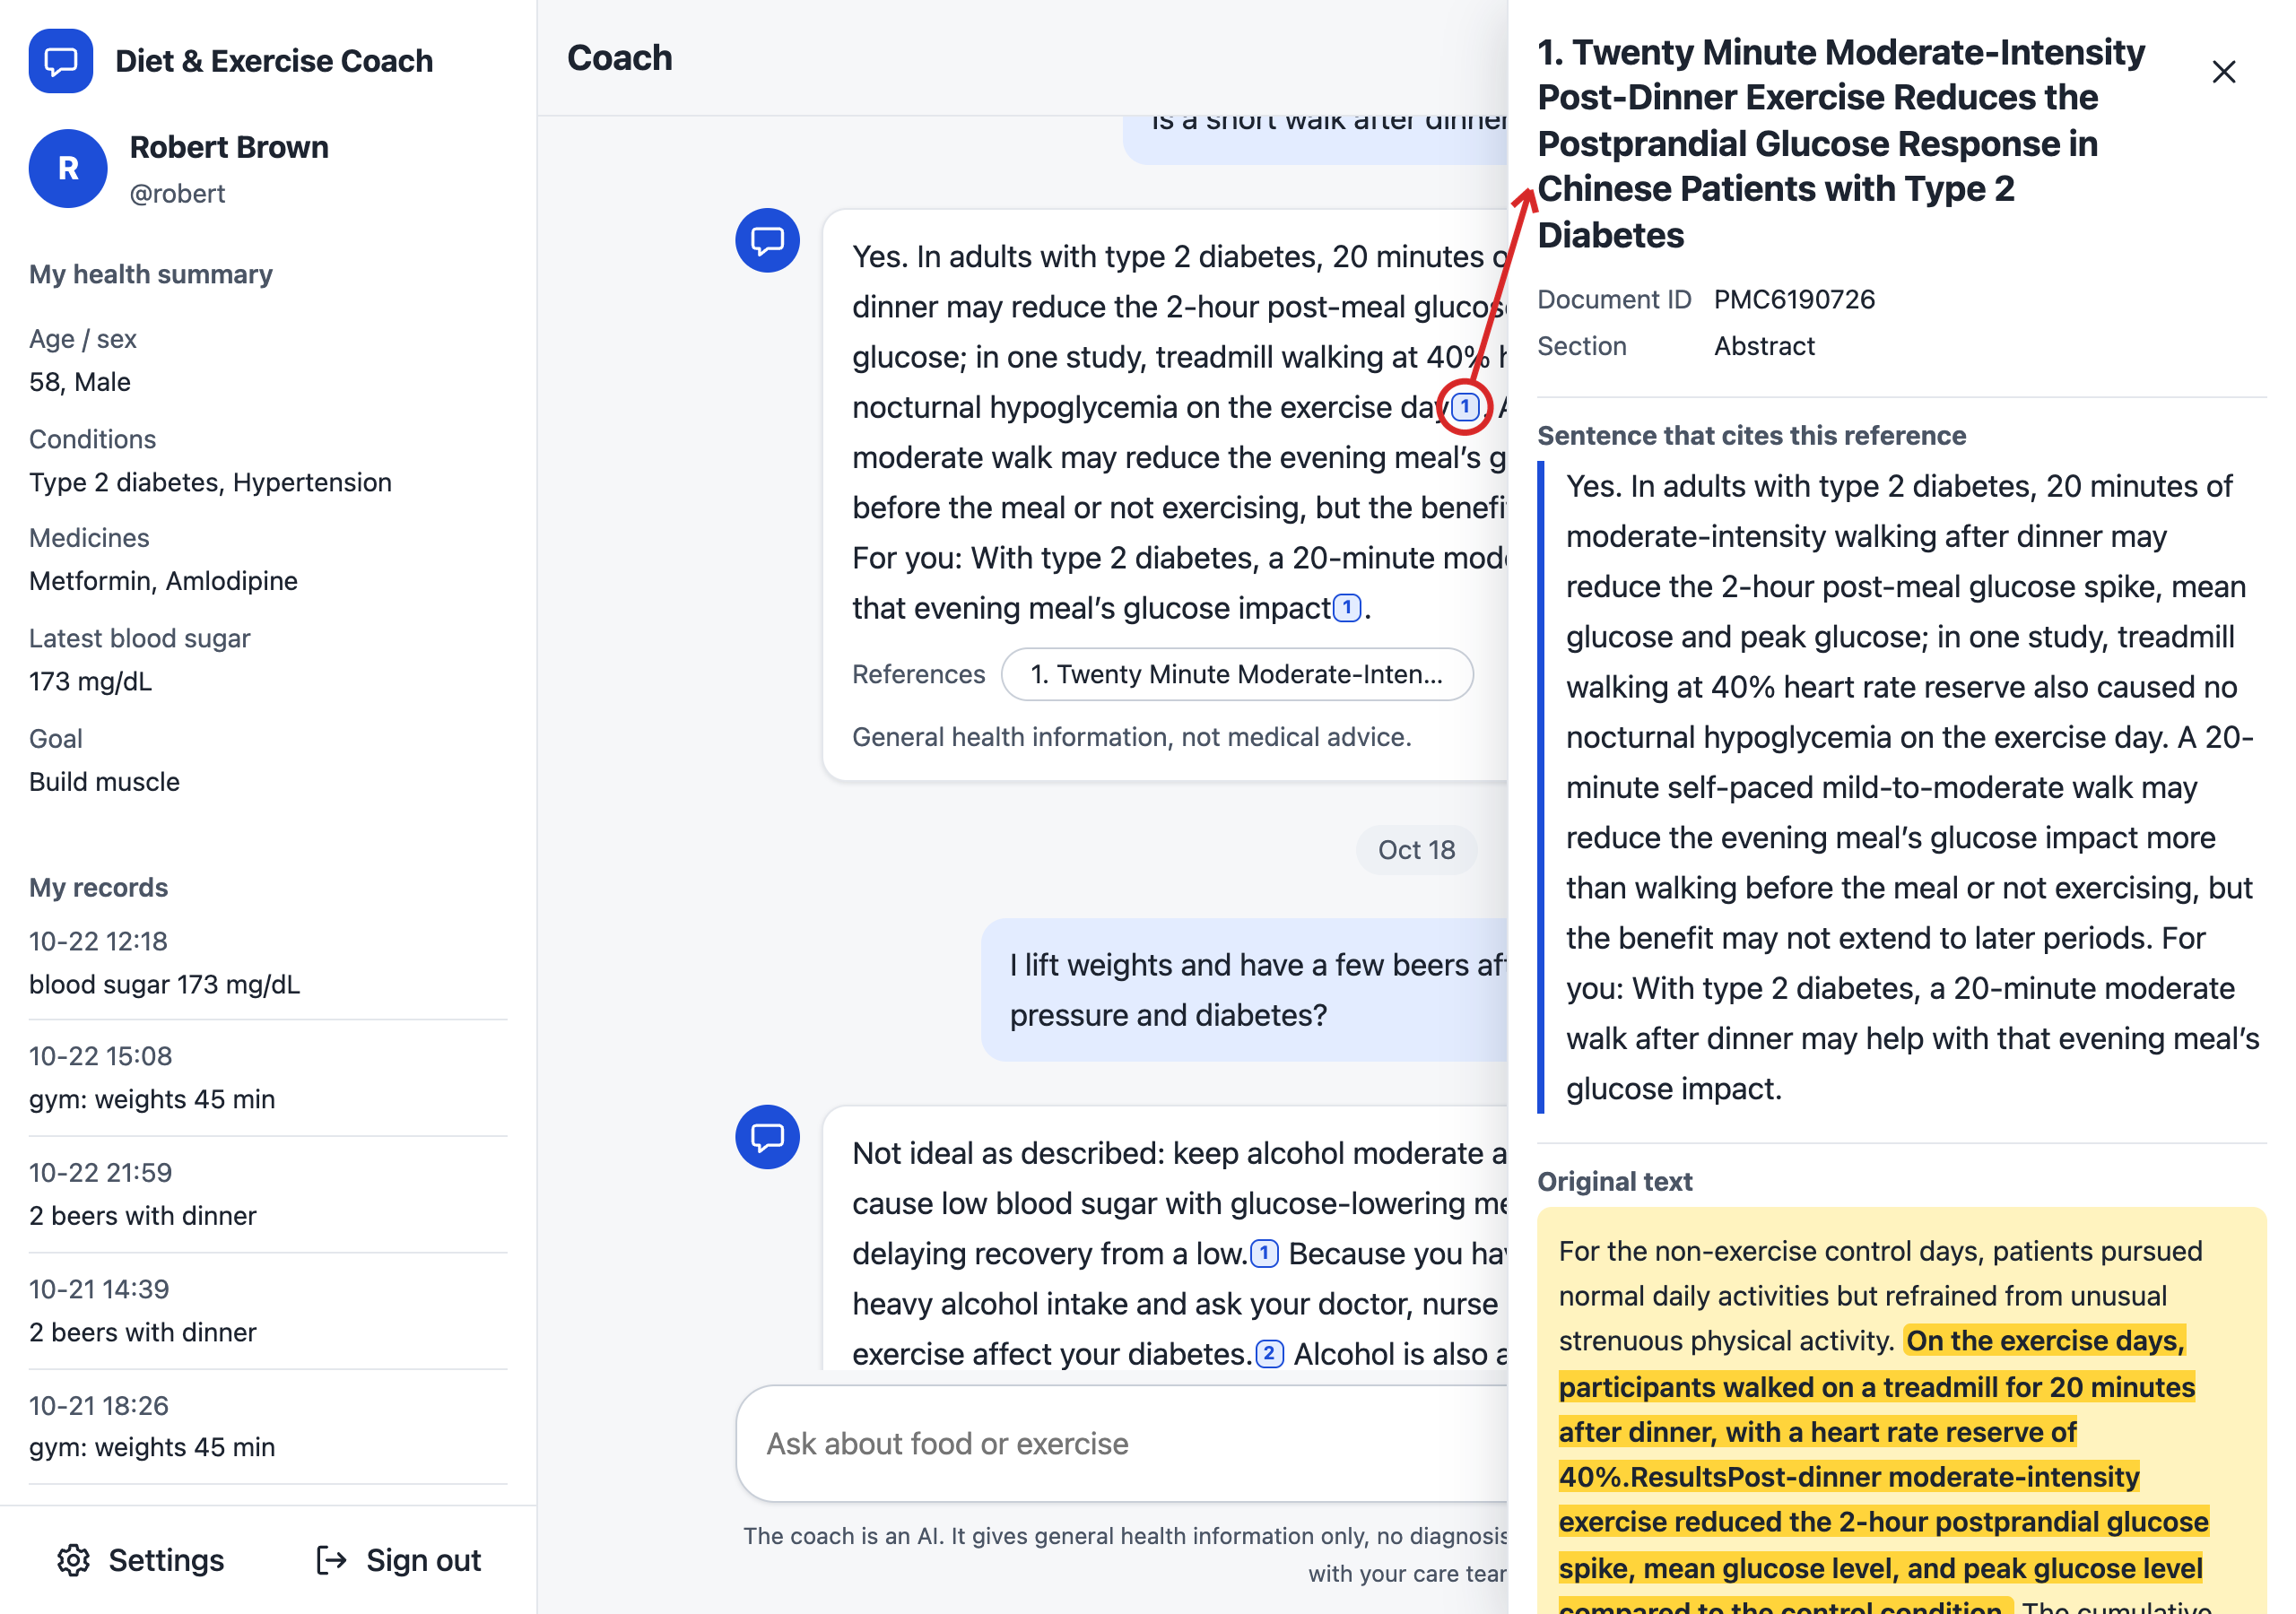 Diet & Exercise Coach
R
Robert Brown
@robert
My health summary
Age / sex
58, Male
Conditions
Type 2 diabetes, Hypertension
Medicines
Metformin, Amlodipine
Latest blood sugar
173 mg/dL
Goal
Build muscle
My records
10-22 12:18
blood sugar 173 mg/dL
10-22 15:08
gym: weights 45 min
10-22 21:59
2 beers with dinner
10-21 14:39
2 beers with dinner
10-21 18:26
gym: weights 45 min
Settings
Sign out
Coach
is a short walk after dinner
Yes. In adults with type 2 diabetes, 20 minutes
dinner may reduce the 2-hour post-meal
glucose; in one study, treadmill walking at 40%
nocturnal hypoglycemia on the exercise day 1.
moderate walk may reduce the evening meal’s
before the meal or not exercising, but the
For you: With type 2 diabetes, a 20-minute
that evening meal’s glucose impact 1.
References 1. Twenty Minute Moderate-Inten...
General health information, not medical advice.
Oct 18
I lift weights and have a few beers
pressure and diabetes?
Not ideal as described: keep alcohol moderate
cause low blood sugar with glucose-lowering
delaying recovery from a low. 1 Because you
heavy alcohol intake and ask your doctor, nurse
exercise affect your diabetes. 2 Alcohol is also
Ask about food or exercise
The coach is an AI. It gives general health information only, no diagnosis
with your care
1. Twenty Minute Moderate-Intensity
Post-Dinner Exercise Reduces the
Postprandial Glucose Response in
Chinese Patients with Type 2
Diabetes
Document ID PMC6190726
Section Abstract
Sentence that cites this reference
Yes. In adults with type 2 diabetes, 20 minutes of
moderate-intensity walking after dinner may
reduce the 2-hour post-meal glucose spike, mean
glucose and peak glucose; in one study, treadmill
walking at 40% heart rate reserve also caused no
nocturnal hypoglycemia on the exercise day. A 20-
minute self-paced mild-to-moderate walk may
reduce the evening meal’s glucose impact more
than walking before the meal or not exercising, but
the benefit may not extend to later periods. For
you: With type 2 diabetes, a 20-minute moderate
walk after dinner may help with that evening meal’s
glucose impact.
Original text
For the non-exercise control days, patients pursued
normal daily activities but refrained from unusual
strenuous physical activity. On the exercise days,
participants walked on a treadmill for 20 minutes
after dinner, with a heart rate reserve of
40%.ResultsPost-dinner moderate-intensity
exercise reduced the 2-hour postprandial glucose
spike, mean glucose level, and peak glucose level
compared to the control condition. The cumulative